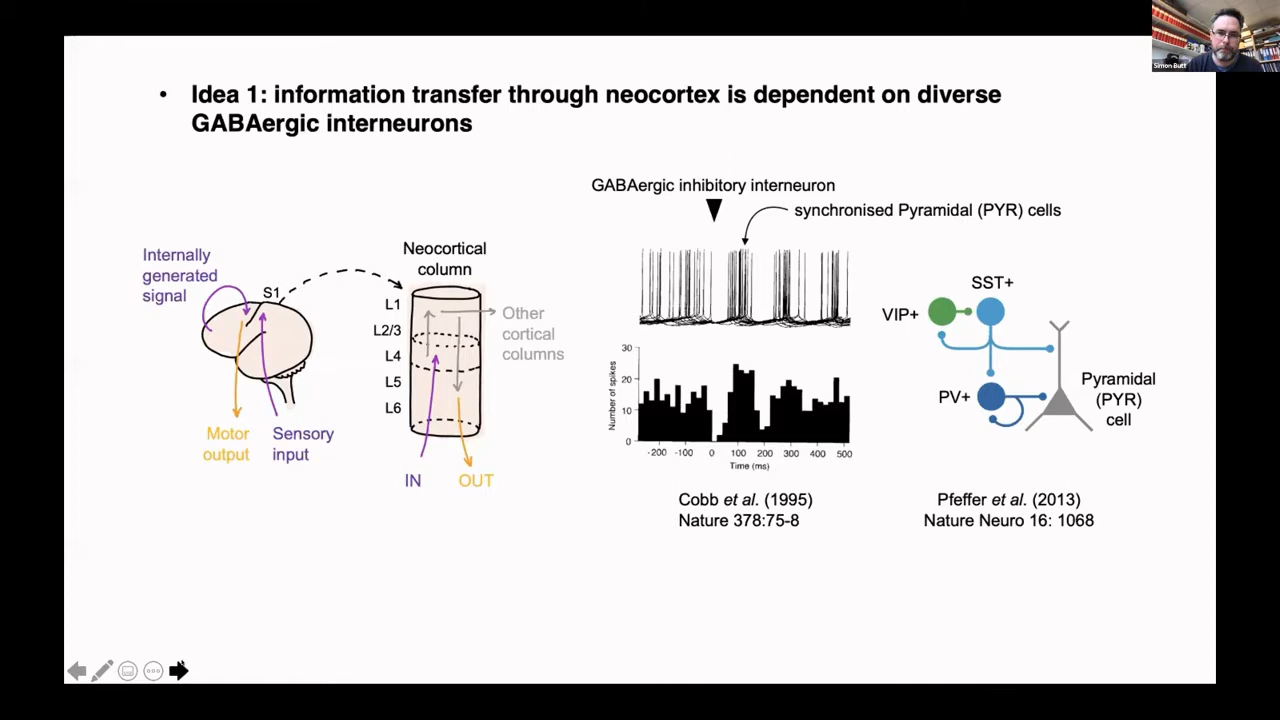 Simon Butt
• Idea 1: information transfer through neocortex is dependent on diverse
GABAergic interneurons
GABAergic inhibitory interneuron
synchronised Pyramidal (PYR) cells
Internally
generated
signal
S1
Motor
output
Sensory
input
Neocortical
column
L1
L2/3
L4
L5
L6
Other
cortical
columns
IN
OUT
Number of spikes
30
20
10
0
-200 -100 0 100 200 300 400 500
Time (ms)
Cobb et al. (1995)
Nature 378:75-8
SST+
VIP+
PV+
Pyramidal
(PYR)
cell
Pfeffer et al. (2013)
Nature Neuro 16: 1068